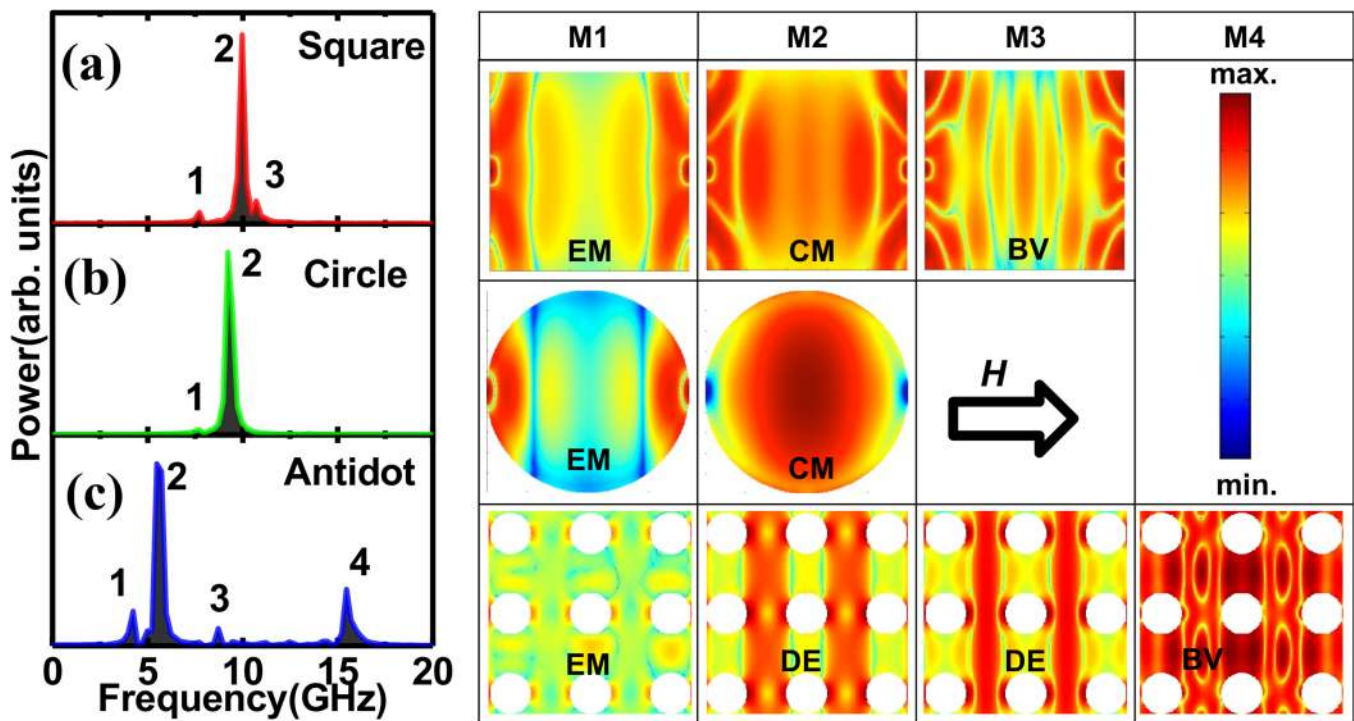 (a)
Square
2
1
3
(b)
Circle
2
1
(c)
Antidot
2
1
3
4
0 5 10 15 20
Frequency(GHz)
Power(arb. units)
M1 M2 M3 M4
EM CM BV
max.
min.
EM CM
H
EM DE DE BV